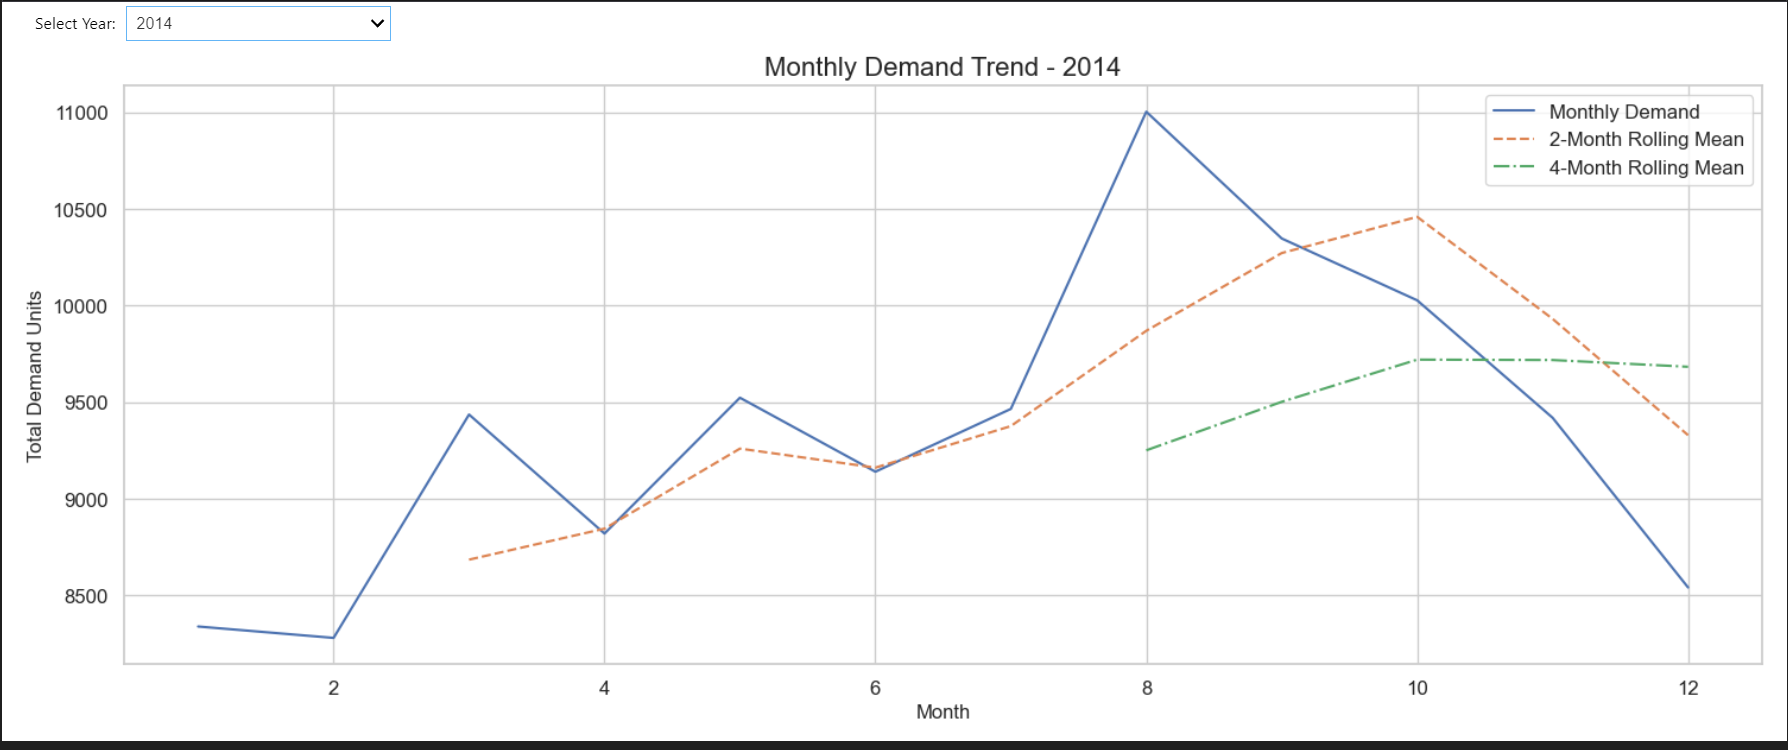 Select Year: 2014
Monthly Demand Trend - 2014
Monthly Demand
2-Month Rolling Mean
4-Month Rolling Mean
Total Demand Units
11000
10500
10000
9500
9000
8500
2 4 6 8 10 12
Month